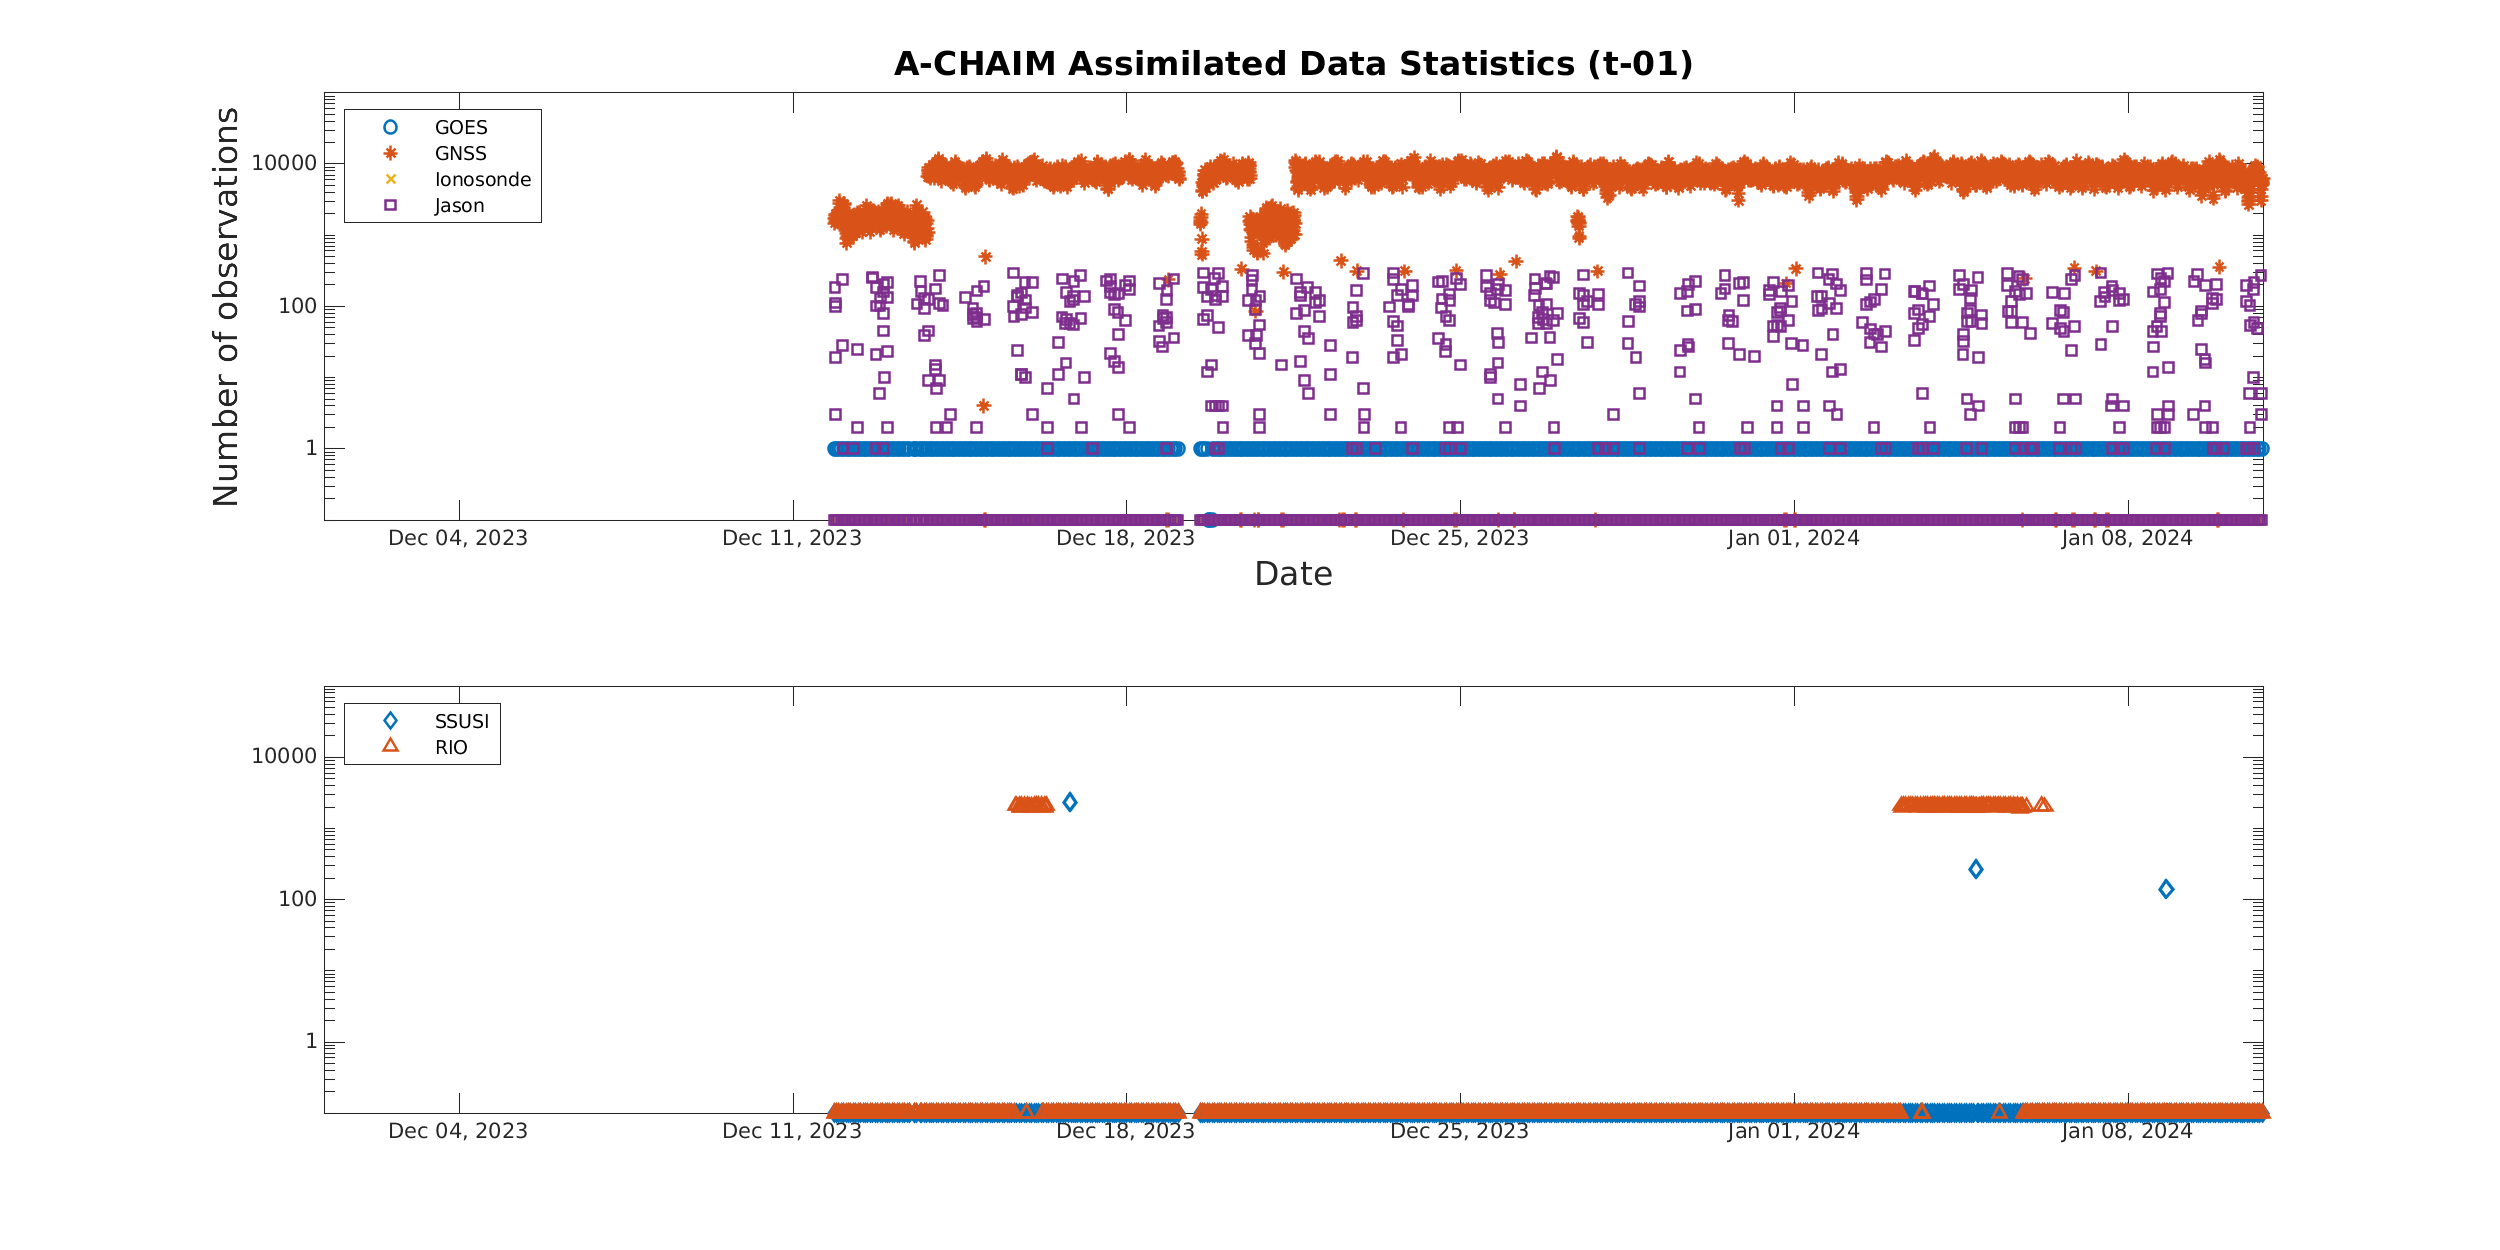 A-CHAIM Assimilated Data Statistics (t-01)
Number of observations
10000
100
1
GOES
GNSS
Ionosonde
Jason
Dec 04, 2023
Dec 11, 2023
Dec 18, 2023
Dec 25, 2023
Jan 01, 2024
Jan 08, 2024
Date
10000
100
1
SSUSI
RIO
Dec 04, 2023
Dec 11, 2023
Dec 18, 2023
Dec 25, 2023
Jan 01, 2024
Jan 08, 2024